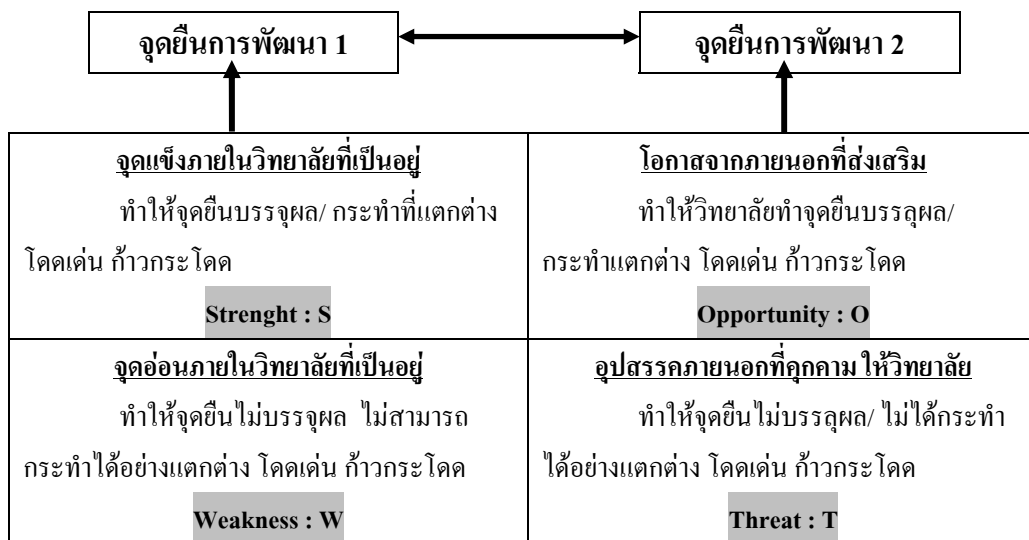 จุดยืนการพัฒนา 1
จุดยืนการพัฒนา 2
จุดแข็งภายในวิทยาลัยที่เป็นอยู่
ทำให้จุดยืนบรรจุผล/ กระทำที่แตกต่าง
โดดเด่น ก้าวกระโดด
Strenght : S
โอกาสจากภายนอกที่ส่งเสริม
ทำให้วิทยาลัยทำจุดยืนบรรลุผล/
กระทำแตกต่าง โดดเด่น ก้าวกระโดด
Opportunity : O
จุดอ่อนภายในวิทยาลัยที่เป็นอยู่
ทำให้จุดยืนไม่บรรจุผล ไม่สามารถ
กระทำได้อย่างแตกต่าง โดดเด่น ก้าวกระโดด
Weakness : W
อุปสรรคภายนอกที่คุกคาม ให้วิทยาลัย
ทำให้จุดยืนไม่บรรลุผล/ ไม่ได้กระทำ
ได้อย่างแตกต่าง โดดเด่น ก้าวกระโดด
Threat : T